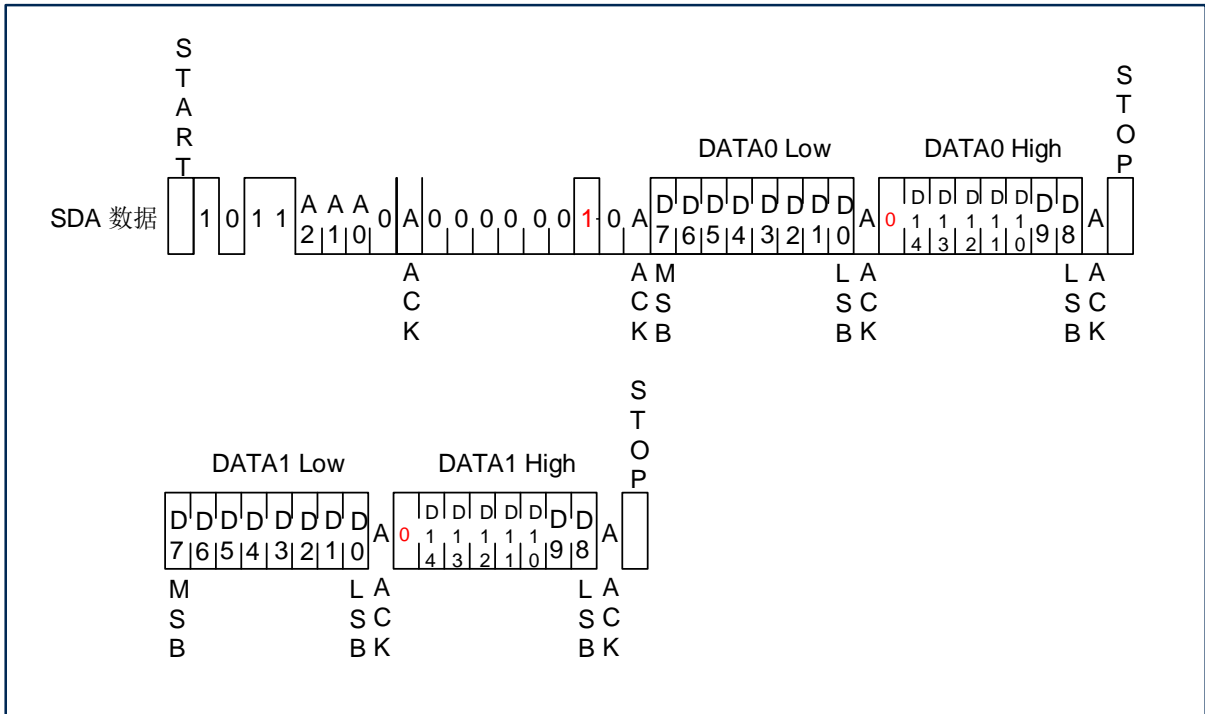 START
STOP
DATA0 Low DATA0 High
SDA 数据 1 0 1 1 A2 A1 A0 0 A 0 0 0 0 0 0 1 0 A D7 D6 D5 D4 D3 D2 D1 D0 A 0 D14 D13 D12 D11 D10 D9 D8 A
ACK ACK MSB LSB ACK LSB ACK
STOP
DATA1 Low DATA1 High
D7 D6 D5 D4 D3 D2 D1 D0 A 0 D14 D13 D12 D11 D10 D9 D8 A
MSB LSB ACK LSB ACK